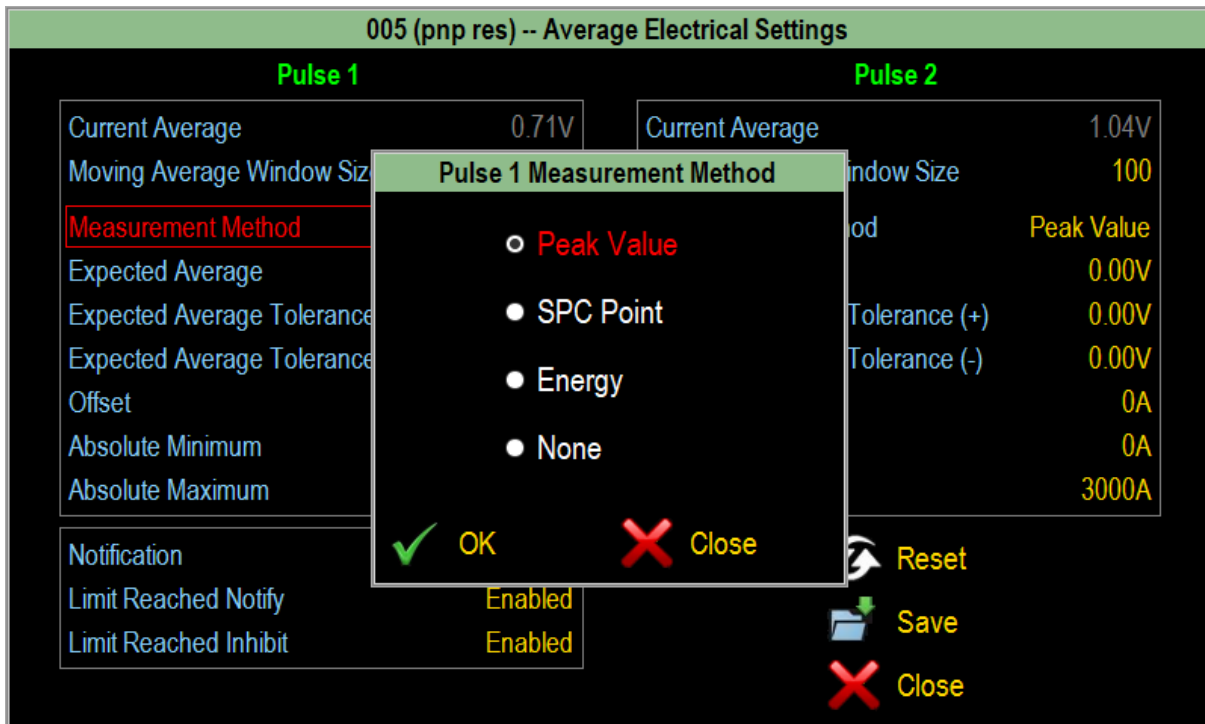 005 (pnp res) -- Average Electrical Settings
Pulse 1
Current Average 0.71V
Moving Average Window Siz
Measurement Method
Expected Average
Expected Average Tolerance
Expected Average Tolerance
Offset
Absolute Minimum
Absolute Maximum
Notification
Limit Reached Notify Enabled
Limit Reached Inhibit Enabled
Pulse 1 Measurement Method
Peak Value
SPC Point
Energy
None
OK Close
Pulse 2
Current Average 1.04V
indow Size 100
od Peak Value
0.00V
Tolerance (+) 0.00V
Tolerance (-) 0.00V
0A
0A
3000A
Reset
Save
Close